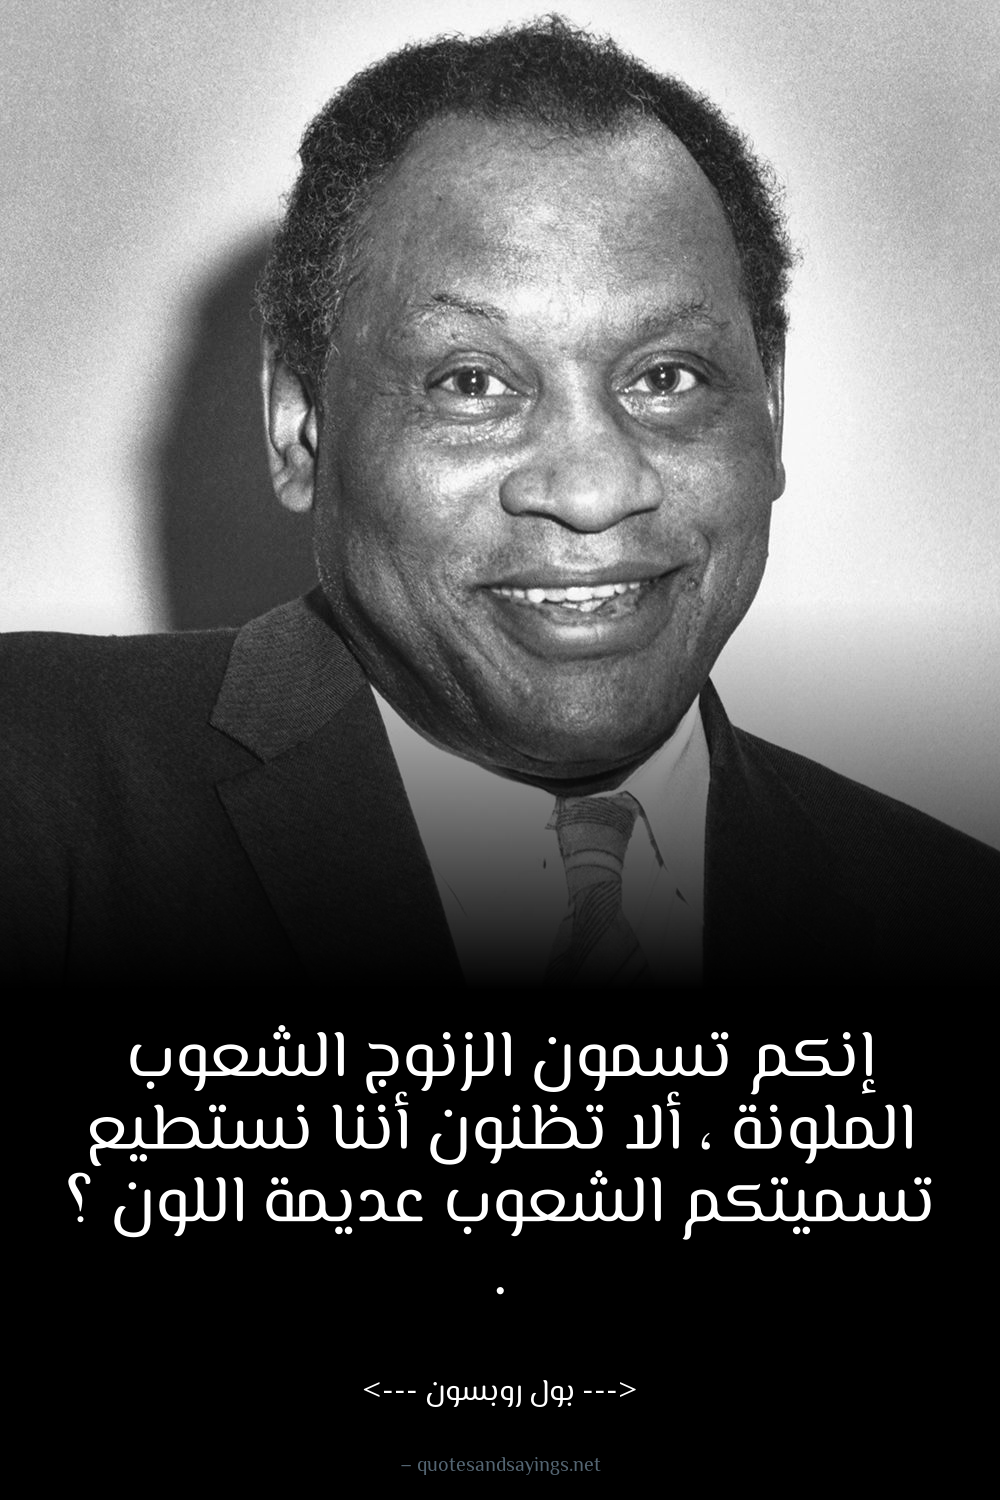 إنكم تسمون الزنوج الشعوب
الملونة ، ألا تظنون أننا نستطيع
تسميتكم الشعوب عديمة اللون ؟
.
<--- بول روبسون --->
– quotesandsayings.net